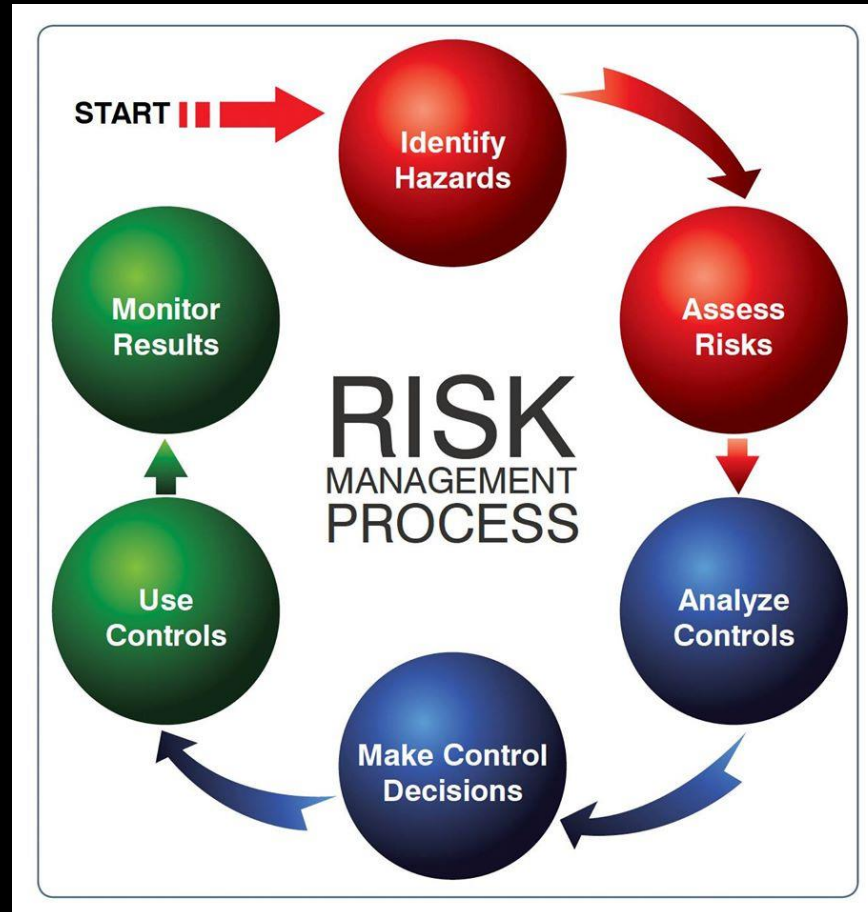 START
Identify
Hazards
Assess
Risks
Analyze
Controls
Make Control
Decisions
Use
Controls
Monitor
Results
RISK
MANAGEMENT
PROCESS